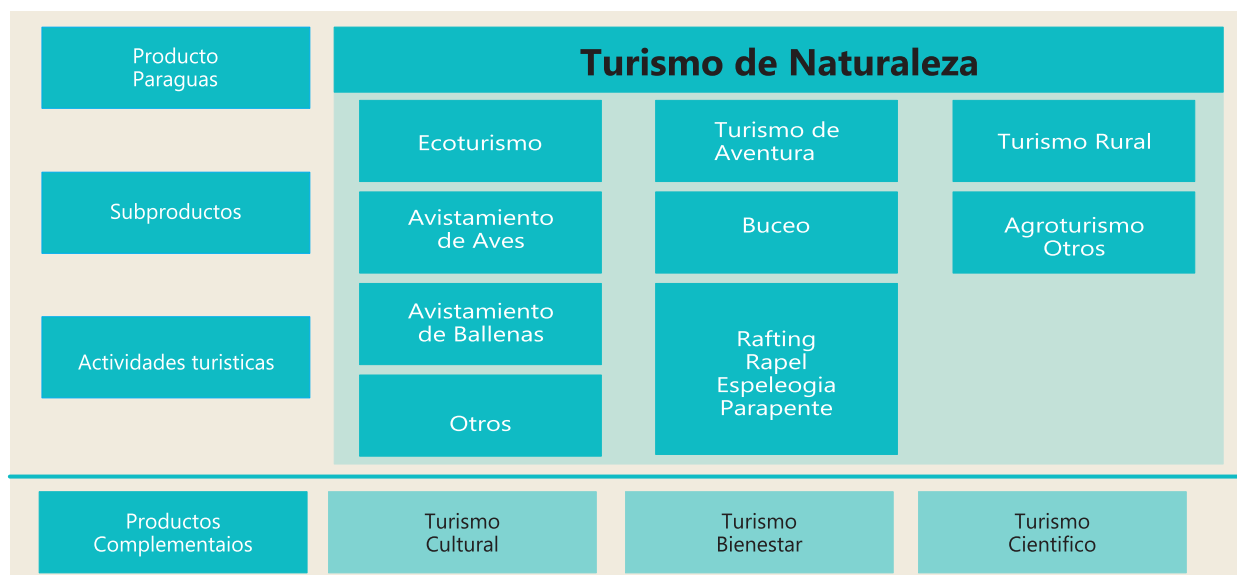 Producto
Paraguas
Turismo de Naturaleza
Ecoturismo
Turismo de
Aventura
Turismo Rural
Subproductos
Avistamiento
de Aves
Buceo
Agroturismo
Otros
Actividades turisticas
Avistamiento
de Ballenas
Rafting
Rapel
Espeleogia
Parapente
Otros
Productos
Complementaios
Turismo
Cultural
Turismo
Bienestar
Turismo
Cientifico